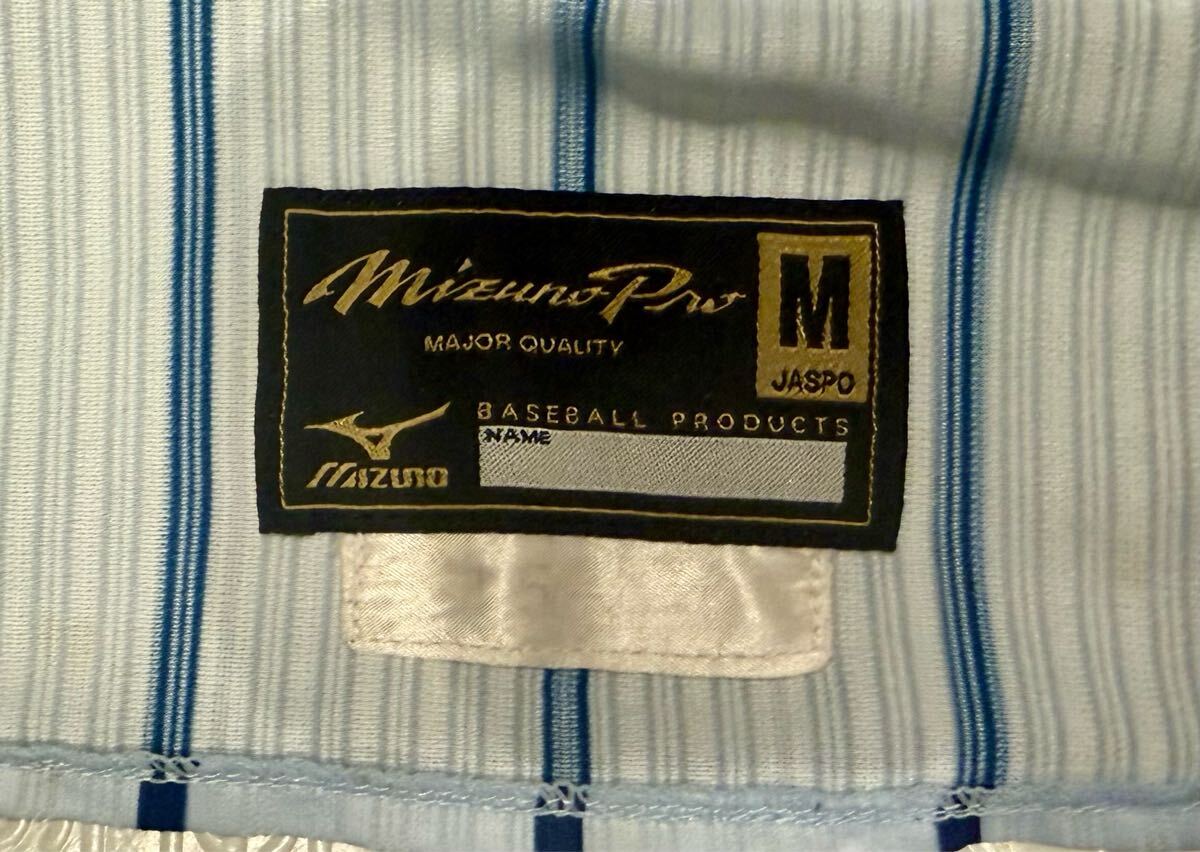 Mizuno Pro
MAJOR QUALITY
M
JASPO
BASEBALL PRODUCTS
NAME
MIZUNO